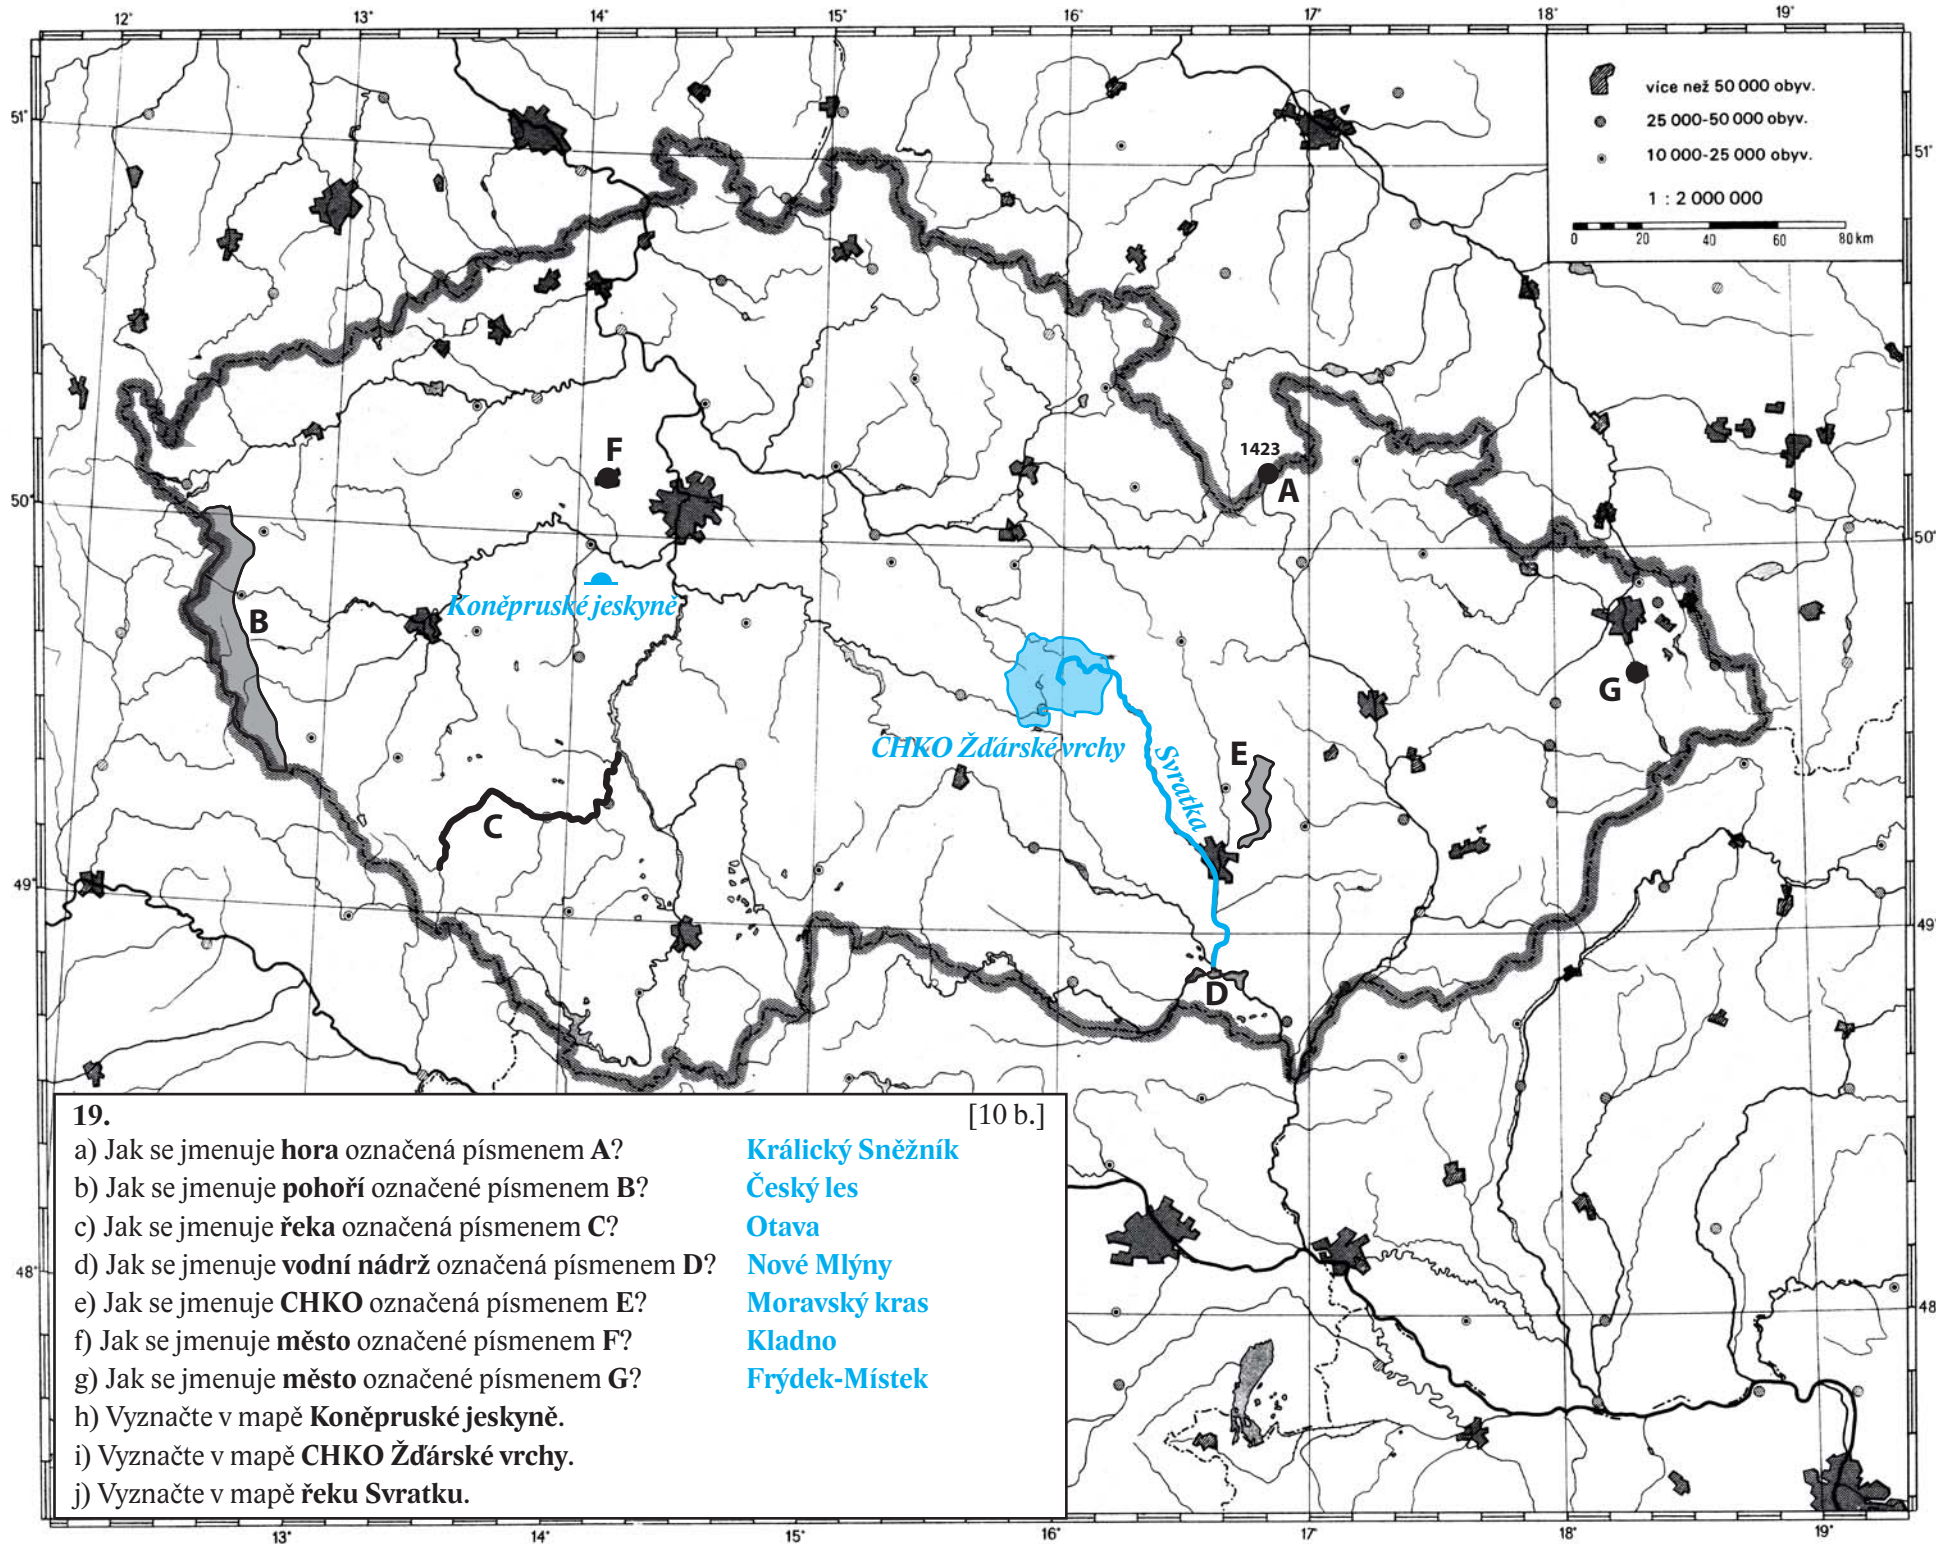 12° 13° 14° 15° 16° 17° 18° 19°
více než 50 000 obyv.
51°
25 000-50 000 obyv.
10 000-25 000 obyv.
51°
1 : 2 000 000
0 20 40 60 80 km
F
1423
A
50°
50°
B
Koněpruské jeskyně
G
CHKO Žďárské vrchy
Svratka
E
C
49°
49°
D
19. [10 b.]
a) Jak se jmenuje hora označená písmenem A? Králický Sněžník
b) Jak se jmenuje pohoří označené písmenem B? Český les
c) Jak se jmenuje řeka označená písmenem C? Otava
d) Jak se jmenuje vodní nádrž označená písmenem D? Nové Mlýny
e) Jak se jmenuje CHKO označená písmenem E? Moravský kras
f) Jak se jmenuje město označené písmenem F? Kladno
g) Jak se jmenuje město označené písmenem G? Frýdek-Místek
h) Vyznačte v mapě Koněpruské jeskyně.
i) Vyznačte v mapě CHKO Žďárské vrchy.
j) Vyznačte v mapě řeku Svratku.
48°
48°
13° 14° 15° 16° 17° 18° 19°